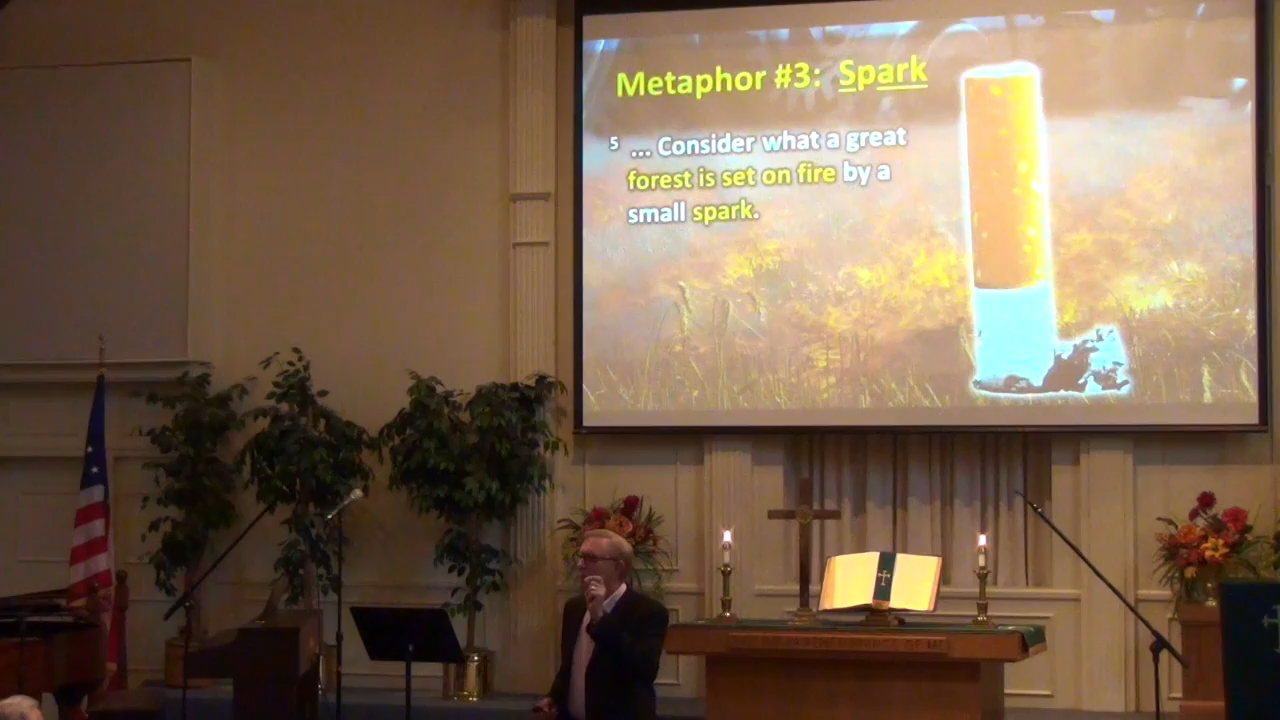 Metaphor #3: Spark
5 ... Consider what a great
forest is set on fire by a
small spark.